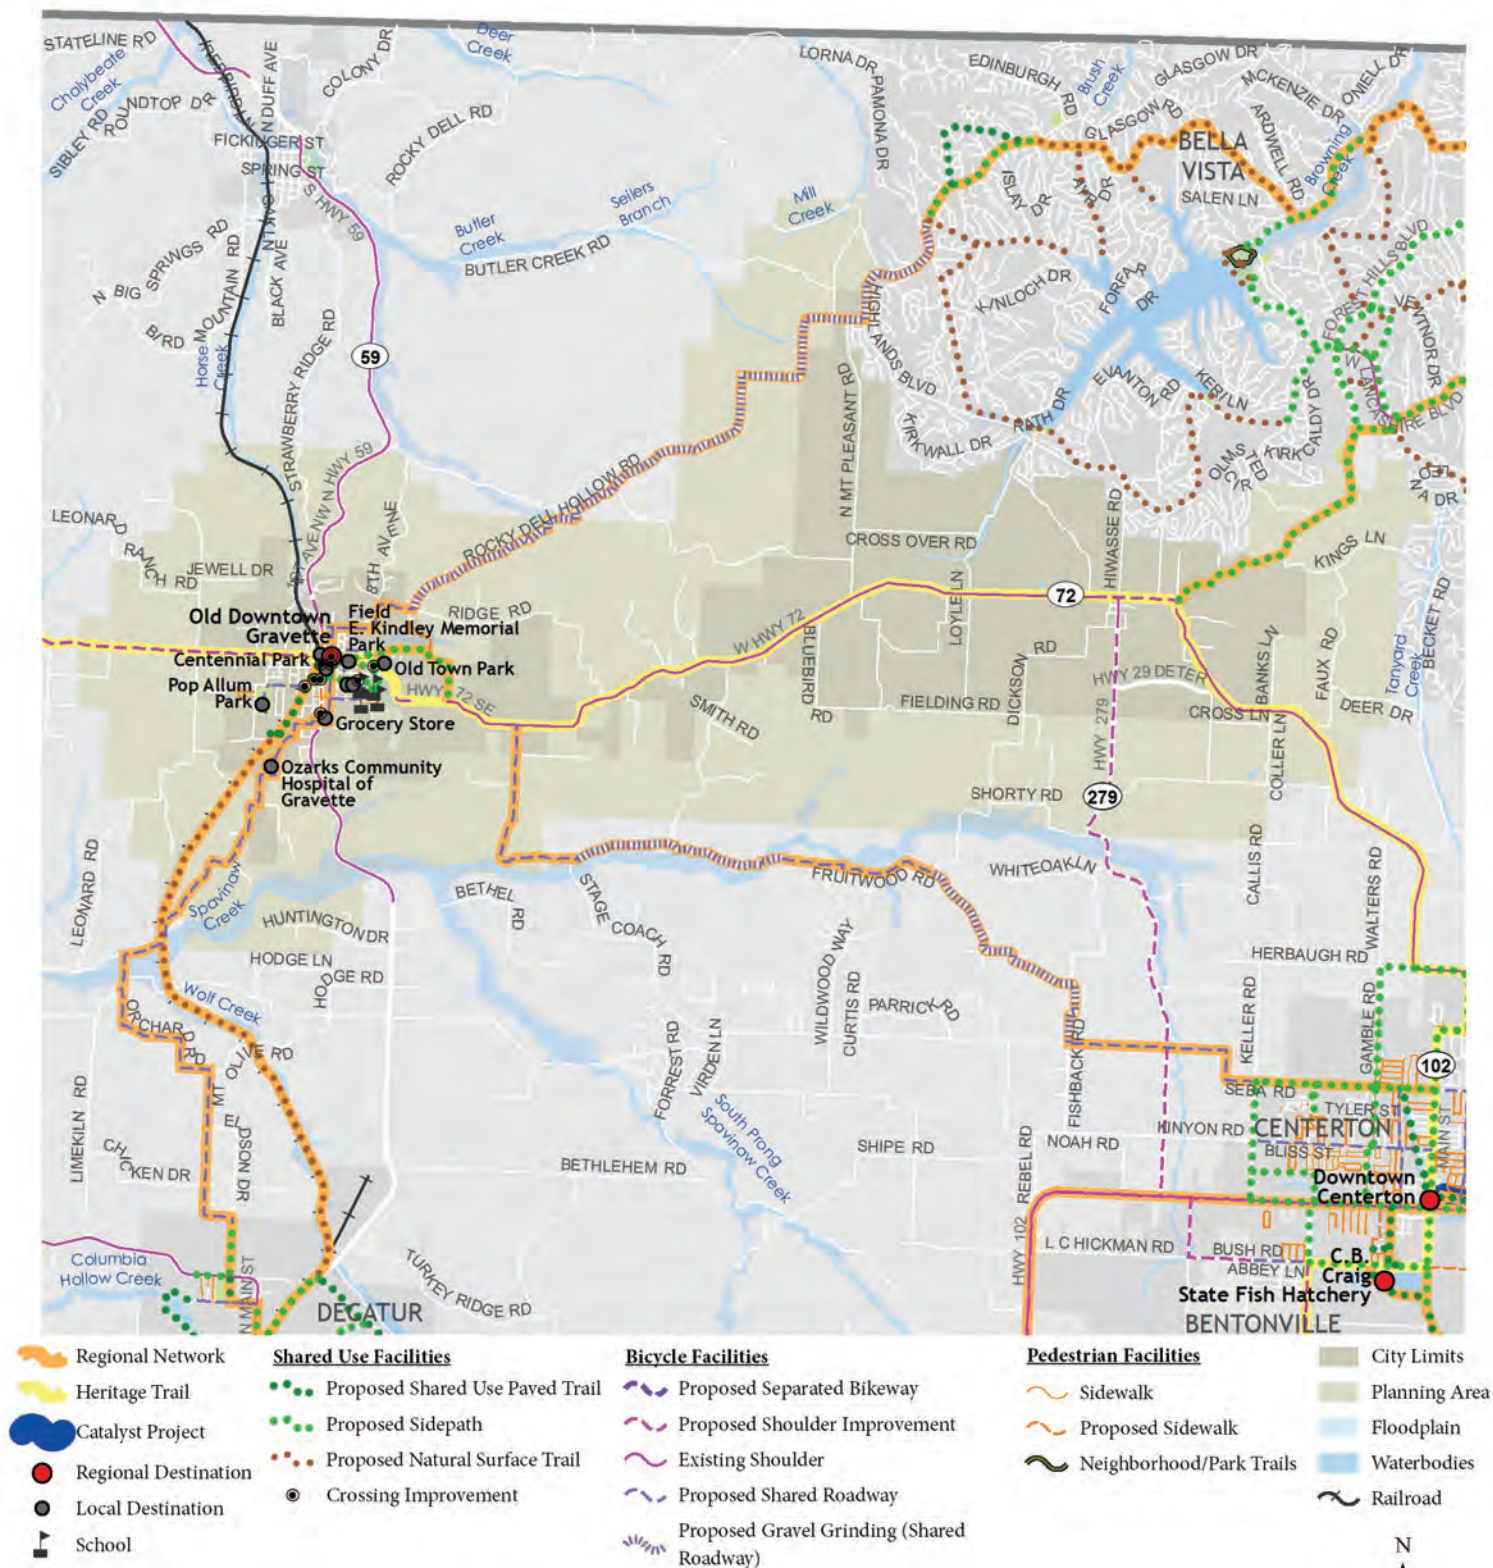 STATELINE RD
Chalybeate
Creek
SIBLEY RD
ROUNDTOP DR
NDUFF AVE
COLONY DR
Deer
Creek
FICKINGER ST
SPRING ST
S HWY 59
ROCKY DELL RD
LORNA DR
PAMONA DR
EDINBURGH RD
Brush
Creek
GLASGOW DR
MCKENZIE DR
ONIELL DR
GLASGOW RD
ARDWELL RD
Browning
Creek
BELLA
VISTA
SALEN LN
ISLAY DR
AYR DR
Mill
Creek
Seilers
Branch
Butler
Creek
BUTLER CREEK RD
N BIG SPRINGS RD
BIRD
MOUNTAIN RD
Horse
Creek
BLACK AVE
STRAWBERRY RIDGE RD
59
KINLOCH DR
FORFAR DR
HIGHLANDS BLVD
FOREST HILLS BLVD
VENTNOR DR
W LANCASHIRE BLVD
EVANTON RD
KERI LN
CALDY DR
KIRK
OLMSTED CIR
RATH DR
KIRKWALL DR
N MT PLEASANT RD
LEONARD RANCH RD
JEWELL DR
N HWY 59
8TH AVENUE
ROCKY DELL HOLLOW RD
CROSS OVER RD
HIWASSE RD
KINGS LN
BECKET RD
Tanyard
Creek
Old Downtown
Gravette
Field
E. Kindley Memorial
Park
RIDGE RD
Centennial Park
Old Town Park
Pop Allum
Park
HWY 72 SE
Grocery Store
Ozarks Community
Hospital of
Gravette
W HWY 72
72
BLUEBIRD
RD
SMITH RD
LOYLE LN
FIELDING RD
DICKSON
RD
HWY 29 DETER
HWY 279
279
CROSS LN
BANKS LN
FAUX RD
DEER DR
COLLER LN
SHORTY RD
LEONARD RD
Spavinaw
Creek
HUNTINGTON DR
HODGE LN
HODGE RD
BETHEL
RD
STAGE COACH RD
FRUITWOOD RD
WHITEOAK LN
CALLIS RD
WALTERS RD
HERBAUGH RD
WILDWOOD WAY
CURTIS RD
PARRICK RD
Wolf Creek
ORCHARD RD
OLIVE RD
MT
LIMEKILN RD
CHICKEN DR
ELDSON DR
FORREST RD
VIRDEN LN
South Prong
Spavinaw Creek
BETHLEHEM RD
SHIPE RD
FISHBACK RD
KELLER RD
GAMBLE RD
102
SEBA RD
TYLER ST
KINYON RD
CENTERTON
BLISS ST
MAIN ST
NOAH RD
REBEL RD
HWY 102
Downtown
Centerton
L C HICKMAN RD
BUSH RD
ABBEY LN
C.B.
Craig
State Fish Hatchery
BENTONVILLE
Columbia
Hollow Creek
N MAIN ST
DECATUR
TURKEY RIDGE RD
Regional Network
Heritage Trail
Catalyst Project
Regional Destination
Local Destination
School
Shared Use Facilities
Proposed Shared Use Paved Trail
Proposed Sidepath
Proposed Natural Surface Trail
Crossing Improvement
Bicycle Facilities
Proposed Separated Bikeway
Proposed Shoulder Improvement
Existing Shoulder
Proposed Shared Roadway
Proposed Gravel Grinding (Shared
Roadway)
Pedestrian Facilities
Sidewalk
Proposed Sidewalk
Neighborhood/Park Trails
City Limits
Planning Area
Floodplain
Waterbodies
Railroad
N